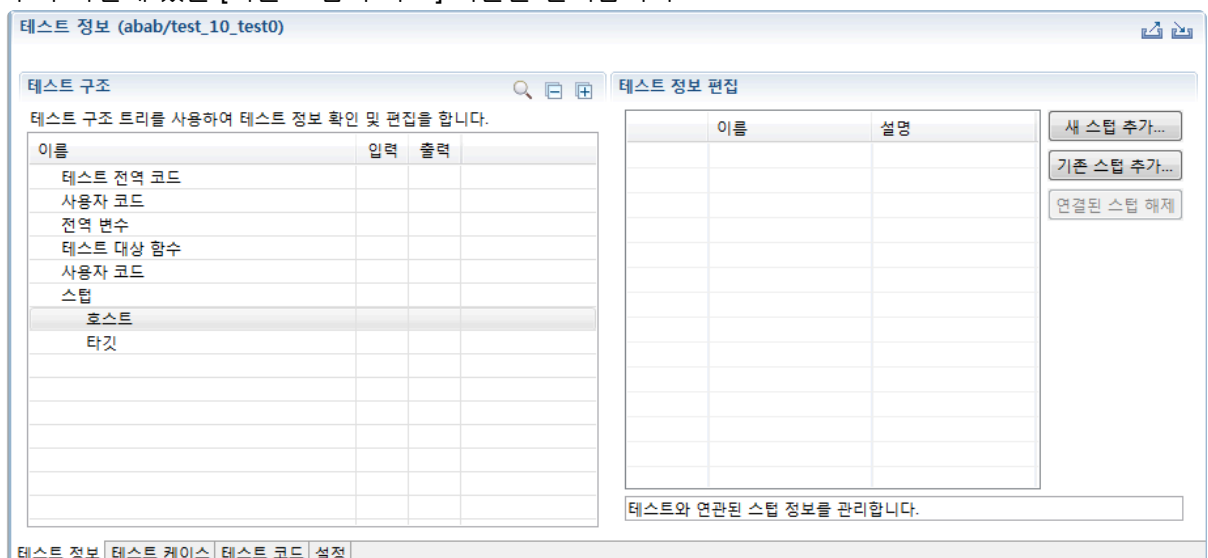 테스트 정보 (abab/test_10_test0)
테스트 구조
테스트 구조 트리를 사용하여 테스트 정보 확인 및 편집을 합니다.
이름 입력 출력
테스트 전역 코드
사용자 코드
전역 변수
테스트 대상 함수
사용자 코드
스텁
호스트
타깃
테스트 정보 편집
이름 설명
새 스텁 추가...
기존 스텁 추가...
연결된 스텁 해제
테스트와 연관된 스텁 정보를 관리합니다.
테스트 정보 테스트 케이스 테스트 코드 설정